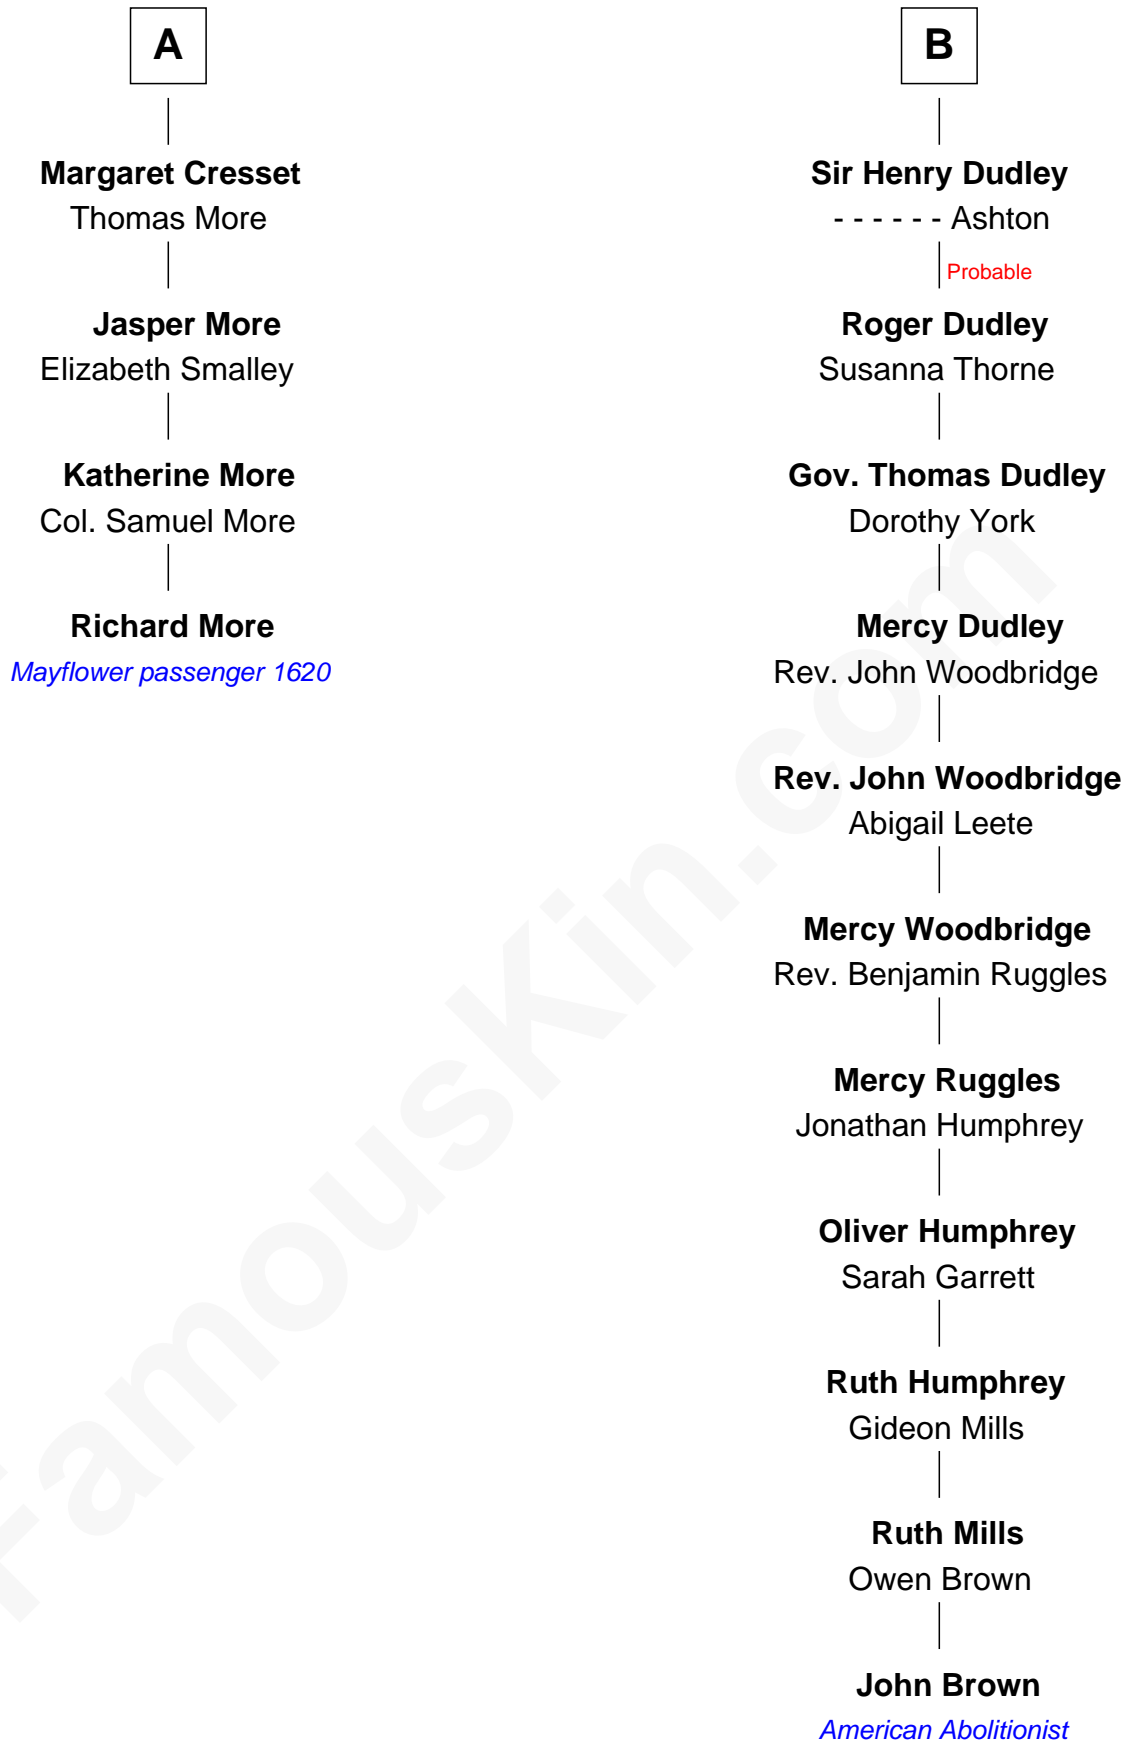 A
Margaret Cresset
Thomas More
Jasper More
Elizabeth Smalley
Katherine More
Col. Samuel More
Richard More
Mayflower passenger 1620
B
Sir Henry Dudley
- - - - - - Ashton
Probable
Roger Dudley
Susanna Thorne
Gov. Thomas Dudley
Dorothy York
Mercy Dudley
Rev. John Woodbridge
Rev. John Woodbridge
Abigail Leete
Mercy Woodbridge
Rev. Benjamin Ruggles
Mercy Ruggles
Jonathan Humphrey
Oliver Humphrey
Sarah Garrett
Ruth Humphrey
Gideon Mills
Ruth Mills
Owen Brown
John Brown
American Abolitionist
FamousKin.com